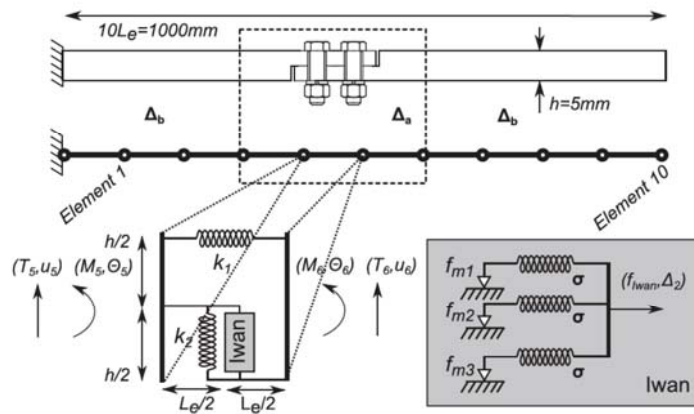 10Lₑ=1000mm
h=5mm
Δb Δa Δb
Element 1 Element 10
h/2
k₁
(T₅,u₅) (M₅,Θ₅) (M₆,Θ₆) (T₆,u₆)
k₂ Iwan
h/2
Lₑ/2 Lₑ/2
fm1 σ (fIwan,Δ₂)
fm2 σ
fm3 σ
Iwan